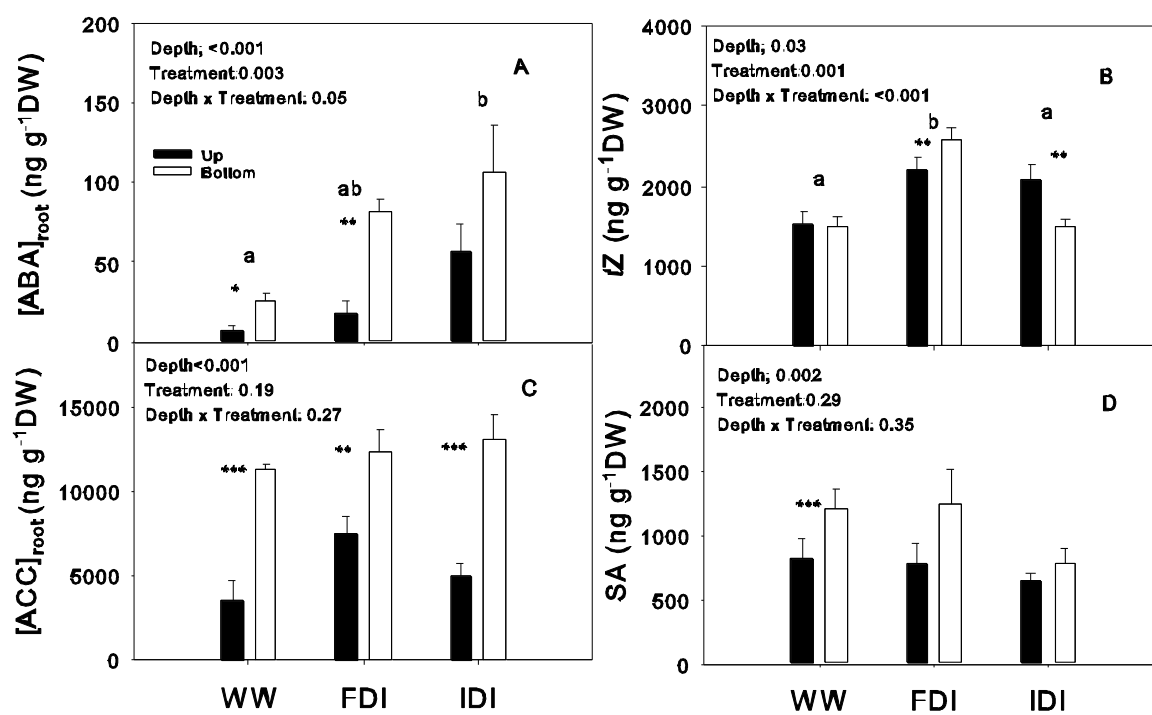 [ABA]root (ng g⁻¹DW)
200
150
100
50
0
Depth; <0.001
Treatment:0.003
Depth x Treatment: 0.05
A
Up
Bottom
a
*
ab
**
b
tZ (ng g⁻¹DW)
4000
3000
2000
1000
0
Depth; 0.03
Treatment:0.001
Depth x Treatment: <0.001
B
a
b
**
a
**
[ACC]root (ng g⁻¹DW)
15000
10000
5000
0
Depth<0.001
Treatment: 0.19
Depth x Treatment: 0.27
C
***
**
***
WW FDI IDI
SA (ng g⁻¹DW)
2000
1500
1000
500
0
Depth; 0.002
Treatment:0.29
Depth x Treatment: 0.35
D
***
WW FDI IDI